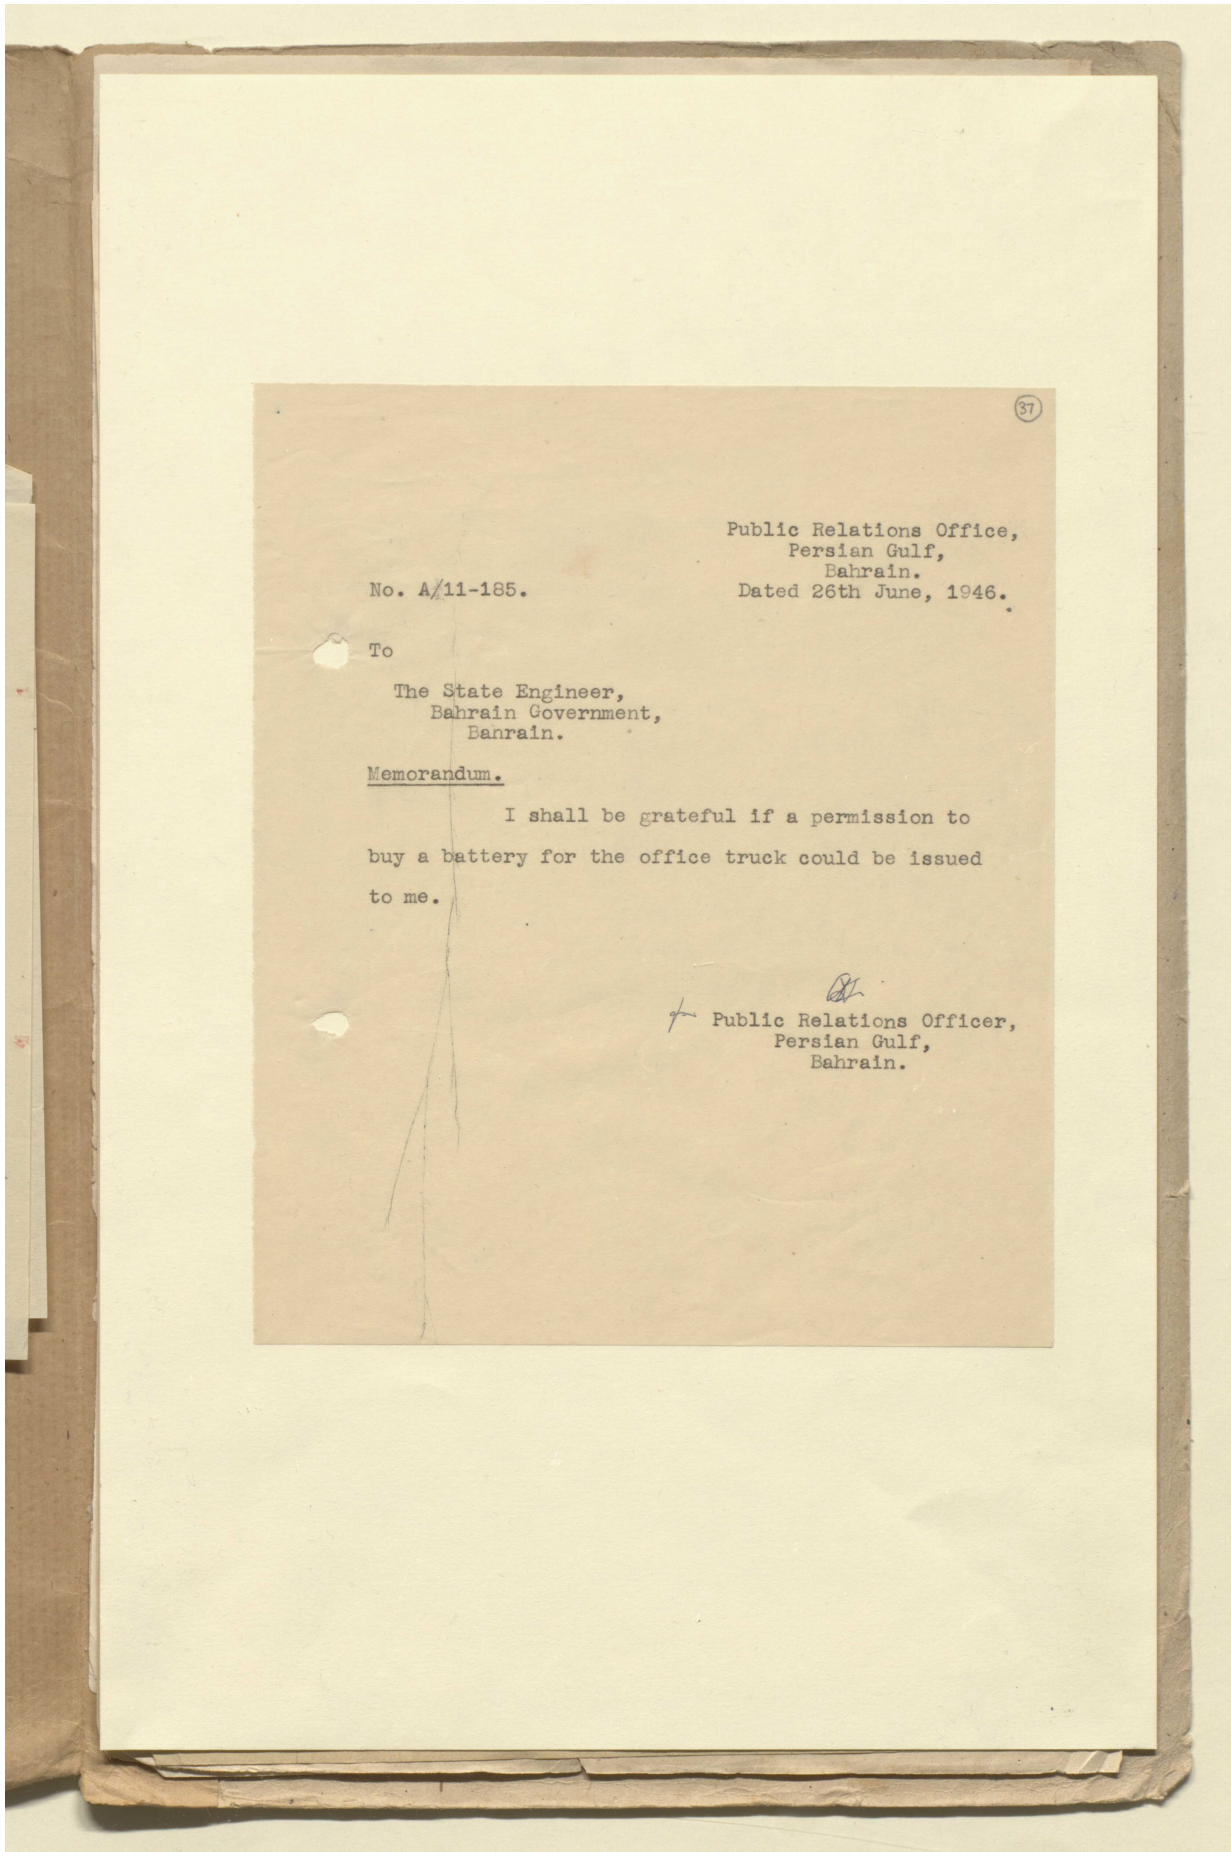 37
Public Relations Office,
Persian Gulf,
Bahrain.
No. A/11-185.
Dated 26th June, 1946.
To
The State Engineer,
Bahrain Government,
Bahrain.
Memorandum.
I shall be grateful if a permission to
buy a battery for the office truck could be issued
to me.
for Public Relations Officer,
Persian Gulf,
Bahrain.